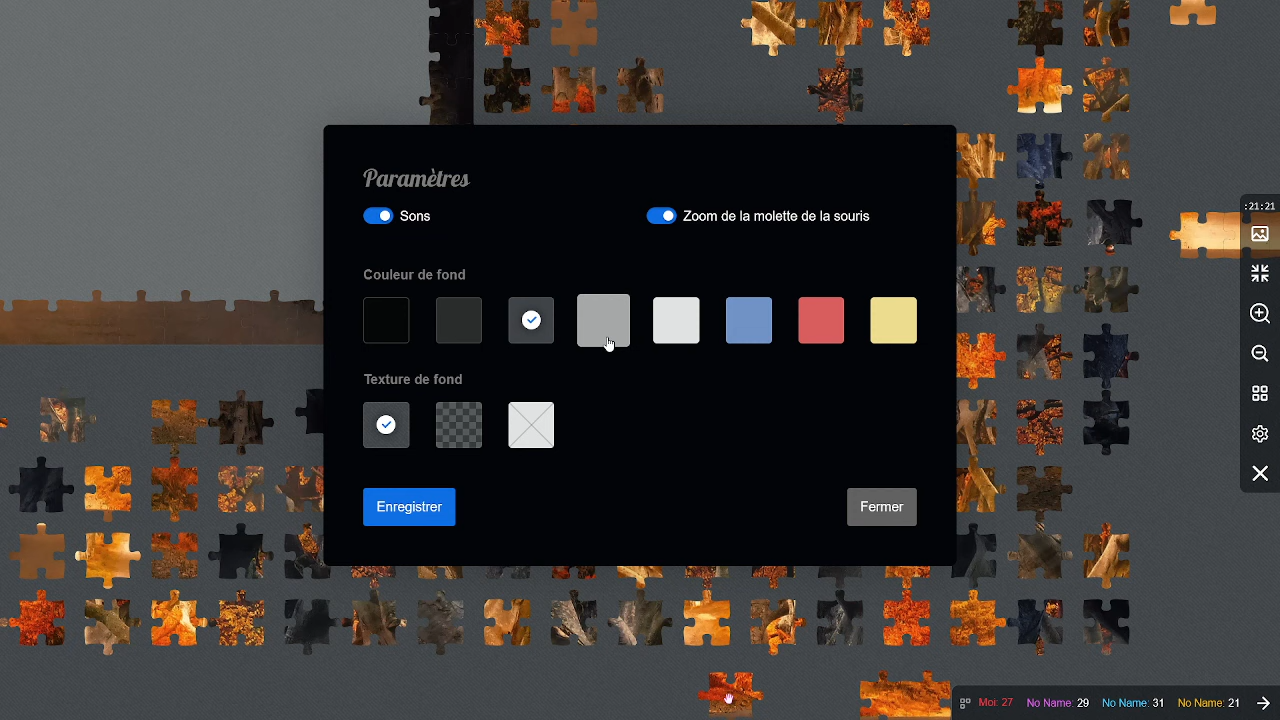 Paramètres
Sons
Zoom de la molette de la souris
:21:21
Couleur de fond
Texture de fond
Enregistrer
Fermer
Moi: 27 No Name: 29 No Name: 31 No Name: 21